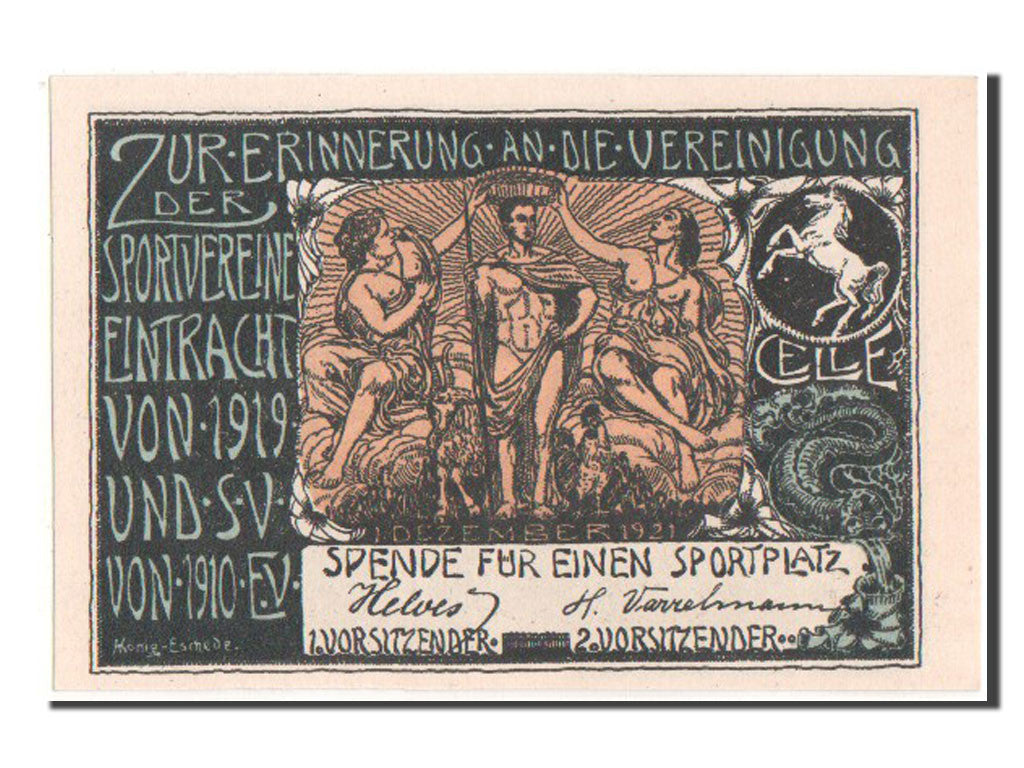 ZUR·ERINNERUNG·AN·DIE·VEREINIGUNG
DER
SPORTVEREINE
EINTRACHT
VON·1919·
UND·S·V·
VON·1910·E.V·
CELLE
1 DEZEMBER 1921
SPENDE FÜR EINEN SPORTPLATZ
Helves H. Varrelmann
1.VORSITZENDER· 2.VORSITZENDER··
König-Eschede.